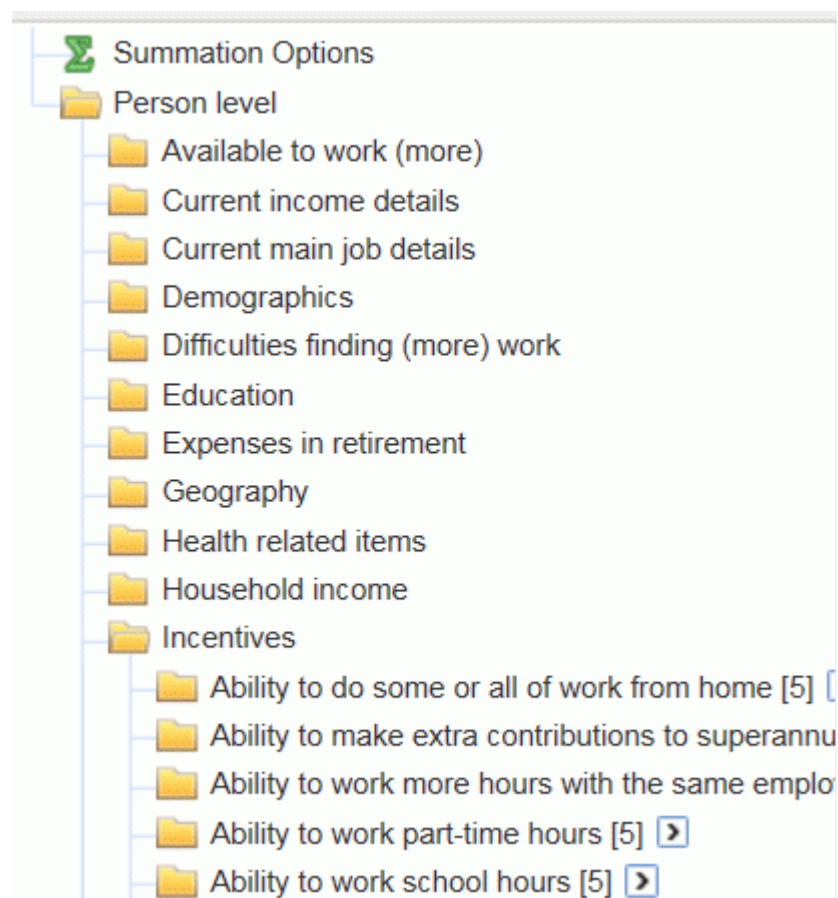 Summation Options
Person level
Available to work (more)
Current income details
Current main job details
Demographics
Difficulties finding (more) work
Education
Expenses in retirement
Geography
Health related items
Household income
Incentives
Ability to do some or all of work from home [5]
Ability to make extra contributions to superannu
Ability to work more hours with the same emplo
Ability to work part-time hours [5]
Ability to work school hours [5]